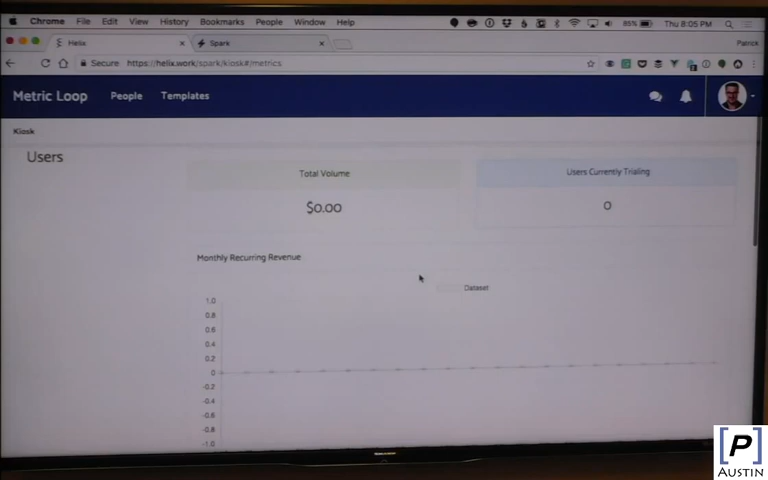 Chrome File Edit View History Bookmarks People Window Help
85% Thu 8:05 PM
Helix
Spark
Patrick
Secure https://helix.work/spark/kiosk#/metrics
Metric Loop People Templates
Kiosk
Users
Total Volume
Users Currently Trialing
$0.00
0
Monthly Recurring Revenue
Dataset
1.0
0.8
0.6
0.4
0.2
0
-0.2
-0.4
-0.6
-0.8
-1.0
[P]
AUSTIN